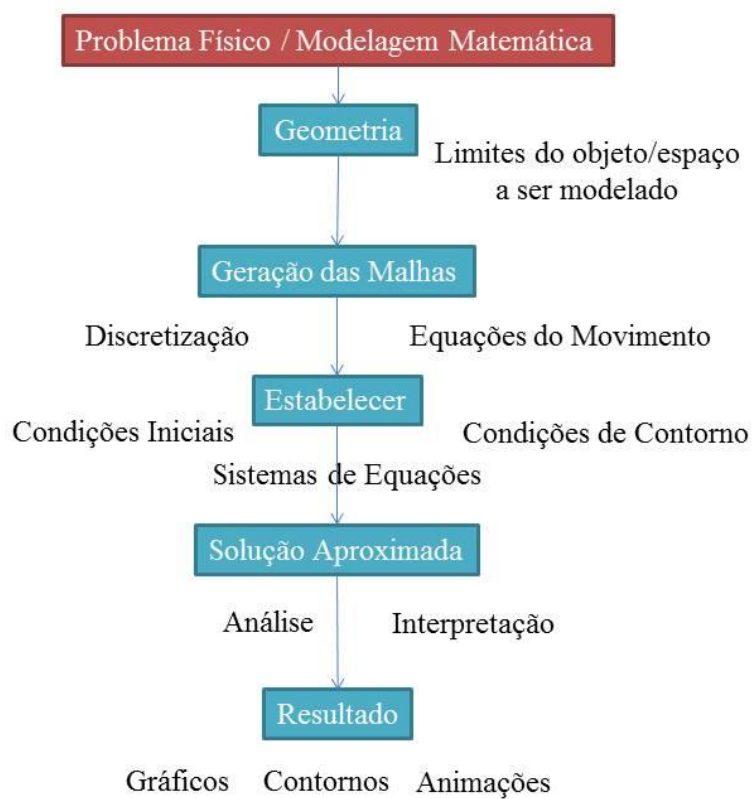 Problema Físico / Modelagem Matemática
Geometria
Limites do objeto/espaço
a ser modelado
Geração das Malhas
Discretização
Equações do Movimento
Estabelecer
Condições Iniciais
Condições de Contorno
Sistemas de Equações
Solução Aproximada
Análise
Interpretação
Resultado
Gráficos Contornos Animações